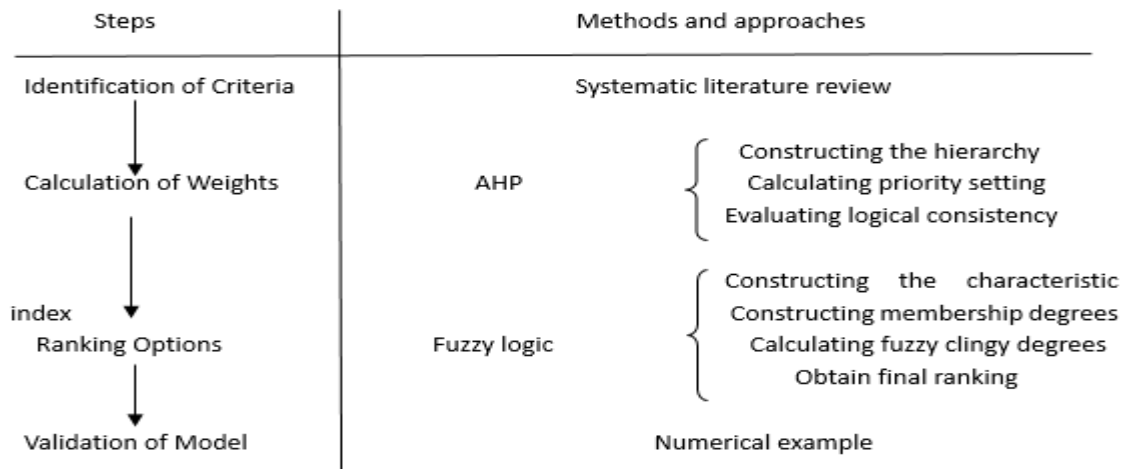 Steps
Methods and approaches
Identification of Criteria
Systematic literature review
Calculation of Weights
AHP
Constructing the hierarchy
Calculating priority setting
Evaluating logical consistency
Constructing the characteristic
index
Ranking Options
Fuzzy logic
Constructing membership degrees
Calculating fuzzy clingy degrees
Obtain final ranking
Validation of Model
Numerical example